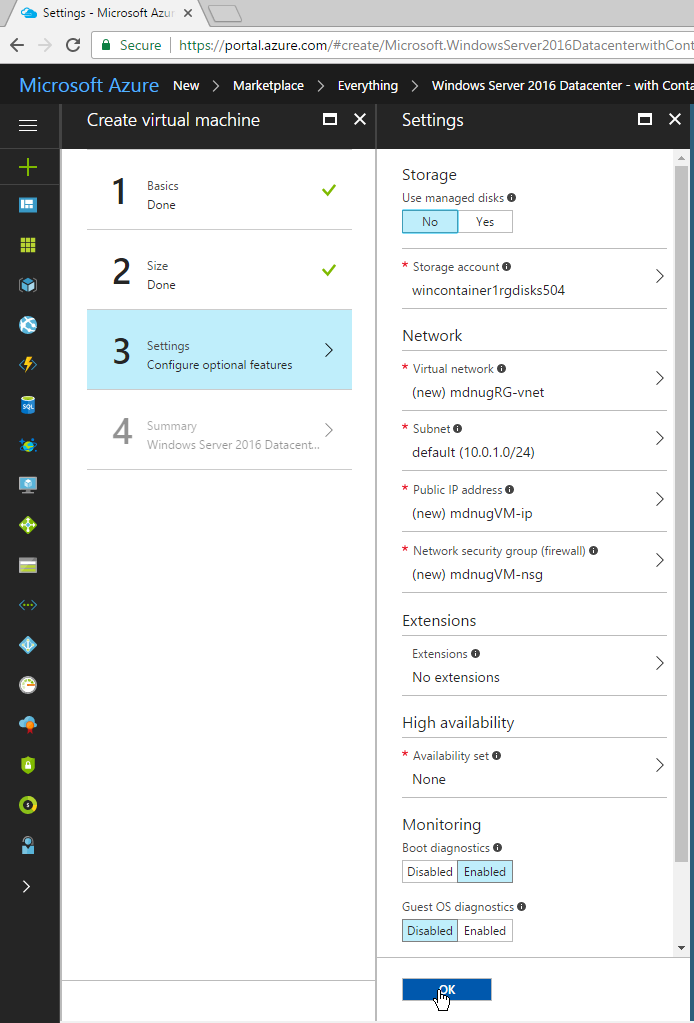 Settings - Microsoft Azur
Secure
https://portal.azure.com/#create/Microsoft.WindowsServer2016DatacenterwithCont
Microsoft Azure New Marketplace Everything Windows Server 2016 Datacenter - with Conta
Create virtual machine
1
Basics
Done
2
Size
Done
3
Settings
Configure optional features
4
Summary
Windows Server 2016 Datacent...
Settings
Storage
Use managed disks
No Yes
* Storage account
wincontainer1rgdisks504
Network
* Virtual network
(new) mdnugRG-vnet
* Subnet
default (10.0.1.0/24)
* Public IP address
(new) mdnugVM-ip
* Network security group (firewall)
(new) mdnugVM-nsg
Extensions
Extensions
No extensions
High availability
* Availability set
None
Monitoring
Boot diagnostics
Disabled Enabled
Guest OS diagnostics
Disabled Enabled
OK
SQL